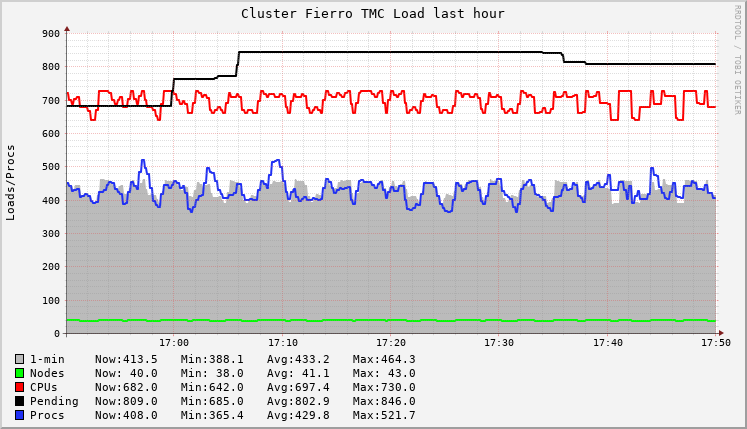 Cluster Fierro TMC Load last hour
RRDTOOL / TOBI OETIKER
Loads/Procs
900
800
700
600
500
400
300
200
100
0
17:00 17:10 17:20 17:30 17:40 17:50
1-min Now:413.5 Min:388.1 Avg:433.2 Max:464.3
Nodes Now: 40.0 Min: 38.0 Avg: 41.1 Max: 43.0
CPUs Now:682.0 Min:642.0 Avg:697.4 Max:730.0
Pending Now:809.0 Min:685.0 Avg:802.9 Max:846.0
Procs Now:408.0 Min:365.4 Avg:429.8 Max:521.7